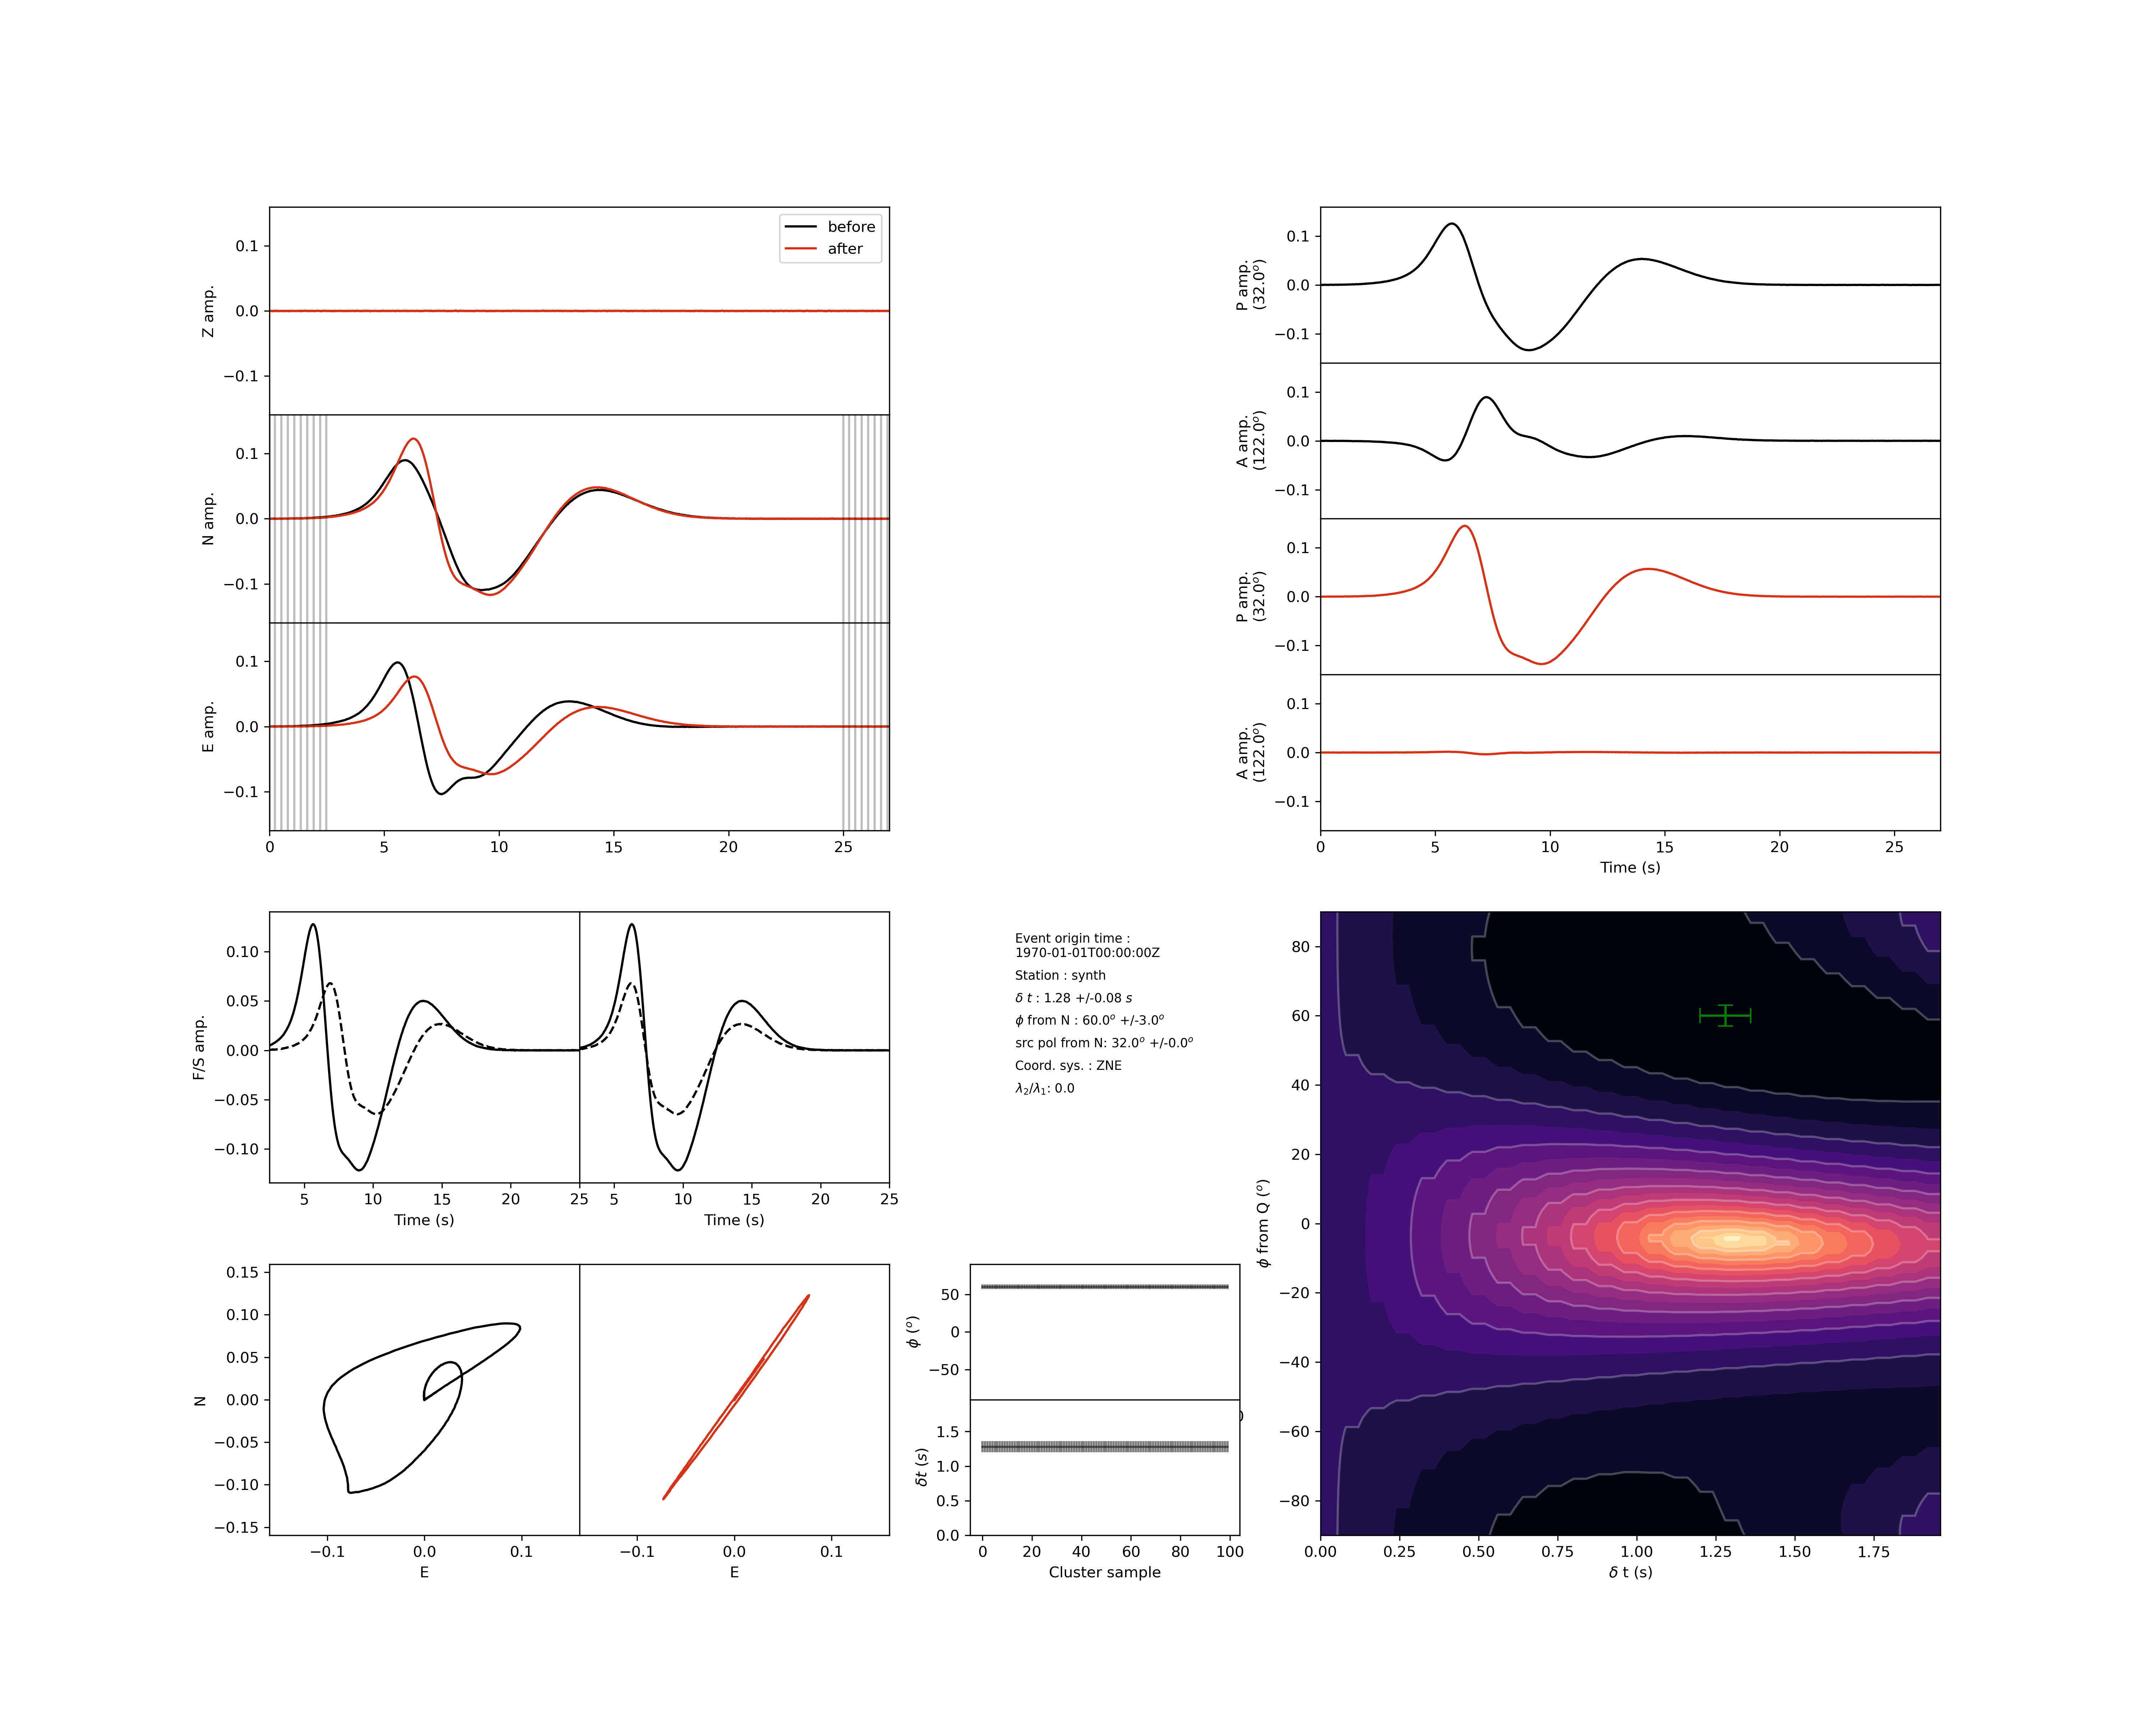 before
after
0.1
0.0
−0.1
Z amp.
0.1
0.0
−0.1
N amp.
0.1
0.0
−0.1
E amp.
0 5 10 15 20 25
0.1
0.0
−0.1
P amp.
(32.0°)
0.1
0.0
−0.1
A amp.
(122.0°)
0.1
0.0
−0.1
P amp.
(32.0°)
0.1
0.0
−0.1
A amp.
(122.0°)
0 5 10 15 20 25
Time (s)
0.10
0.05
0.00
−0.05
−0.10
F/S amp.
5 10 15 20 25 5 10 15 20 25
Time (s) Time (s)
Event origin time :
1970-01-01T00:00:00Z
Station : synth
δ t : 1.28 +/-0.08 s
ϕ from N : 60.0° +/-3.0°
src pol from N: 32.0° +/-0.0°
Coord. sys. : ZNE
λ₂/λ₁: 0.0
0.15
0.10
0.05
0.00
−0.05
−0.10
−0.15
N
−0.1 0.0 0.1 −0.1 0.0 0.1
E E
50
0
−50
ϕ (°)
1.5
1.0
0.5
0.0
δt (s)
0 20 40 60 80 100
Cluster sample
80
60
40
20
0
−20
−40
−60
−80
ϕ from Q (°)
0.00 0.25 0.50 0.75 1.00 1.25 1.50 1.75
δ t (s)